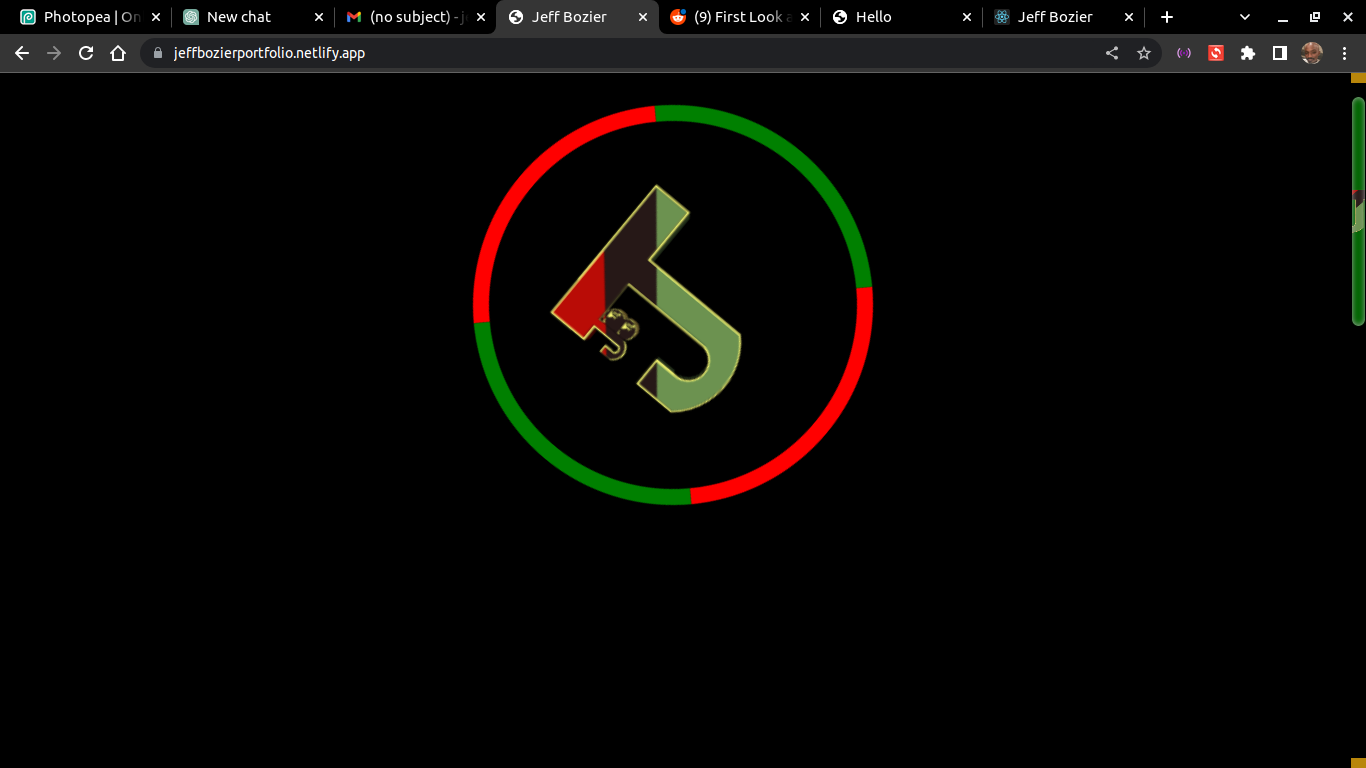 Photopea | On
New chat
(no subject) - j
Jeff Bozier
(9) First Look a
Hello
Jeff Bozier
jeffbozierportfolio.netlify.app
J